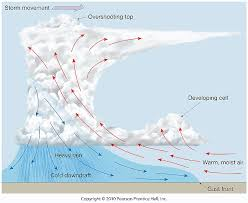 Storm movement
Overshooting top
Developing cell
Heavy rain
Warm, moist air
Cold downdraft
Gust front
Copyright © 2010 Pearson Prentice Hall, Inc.